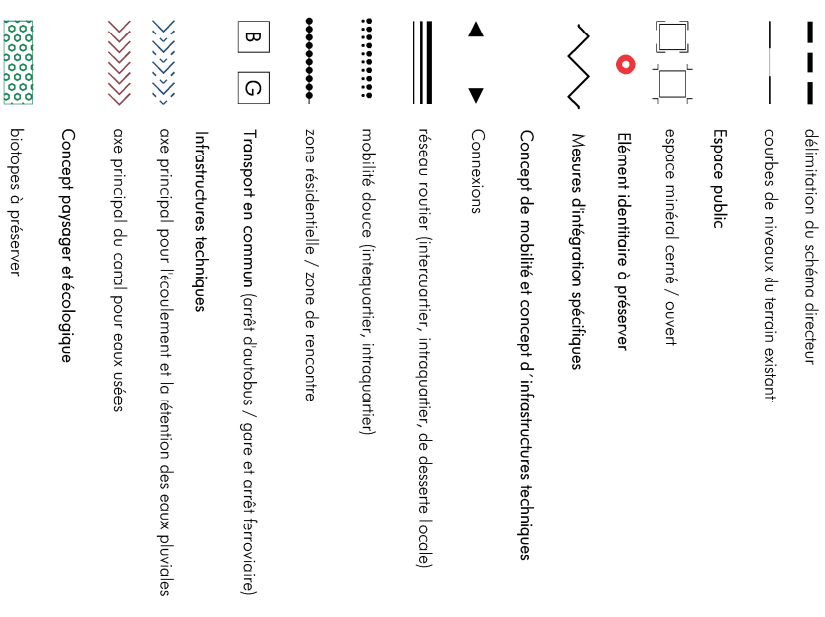 délimitation du schéma directeur
courbes de niveaux du terrain existant
Espace public
espace minéral cerné / ouvert
Elément identitaire à préserver
Mesures d'intégration spécifiques
Concept de mobilité et concept d´infrastructures techniques
Connexions
réseau routier (intercuartier, intraquartier, de desserte locale)
mobilité douce (intequartier, intraquartier)
zone résidentielle / zone de rencontre
B G Transport en commun (arrêt d'autobus / gare et arrêt ferroviaire)
Infrastructures techniques
axe principal pour l'écoulement et la rétention des eaux pluviales
axe principal du canal pour eaux usées
Concept paysager et écologique
biotopes à préserver